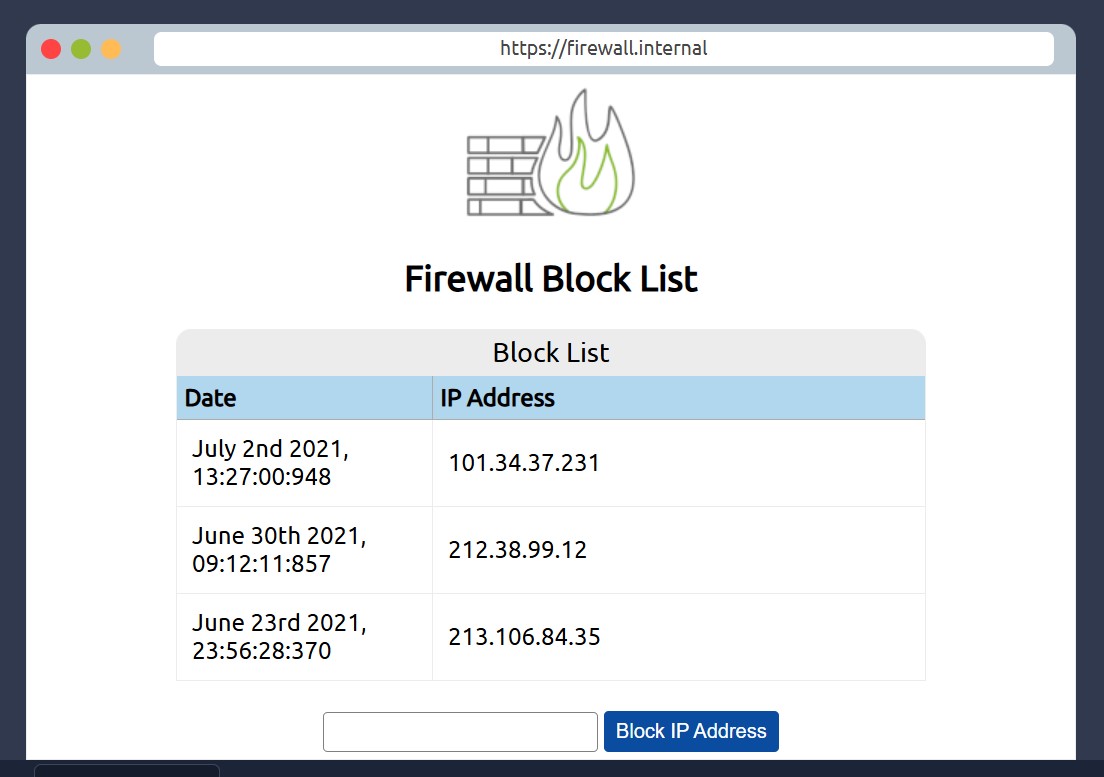 https://firewall.internal
Firewall Block List
Block List
Date IP Address
July 2nd 2021,
13:27:00:948
101.34.37.231
June 30th 2021,
09:12:11:857
212.38.99.12
June 23rd 2021,
23:56:28:370
213.106.84.35
Block IP Address